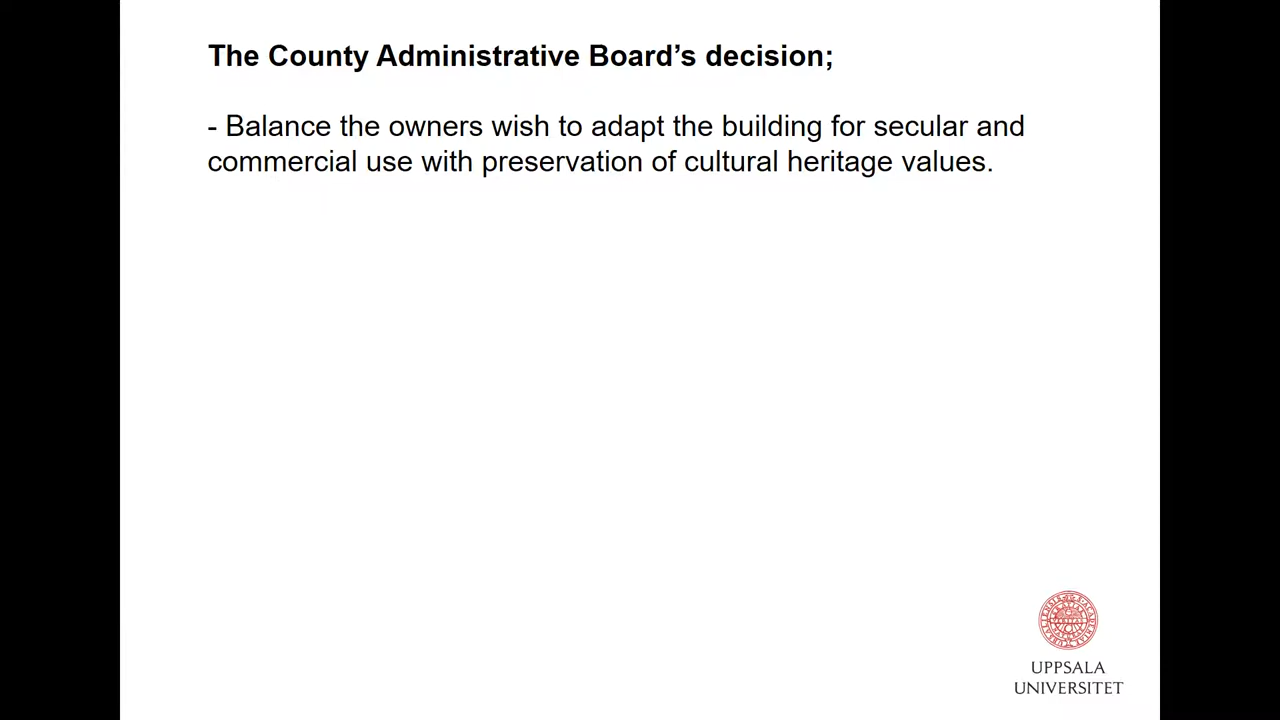 The County Administrative Board’s decision;
- Balance the owners wish to adapt the building for secular and
commercial use with preservation of cultural heritage values.
UPPSALA
UNIVERSITET